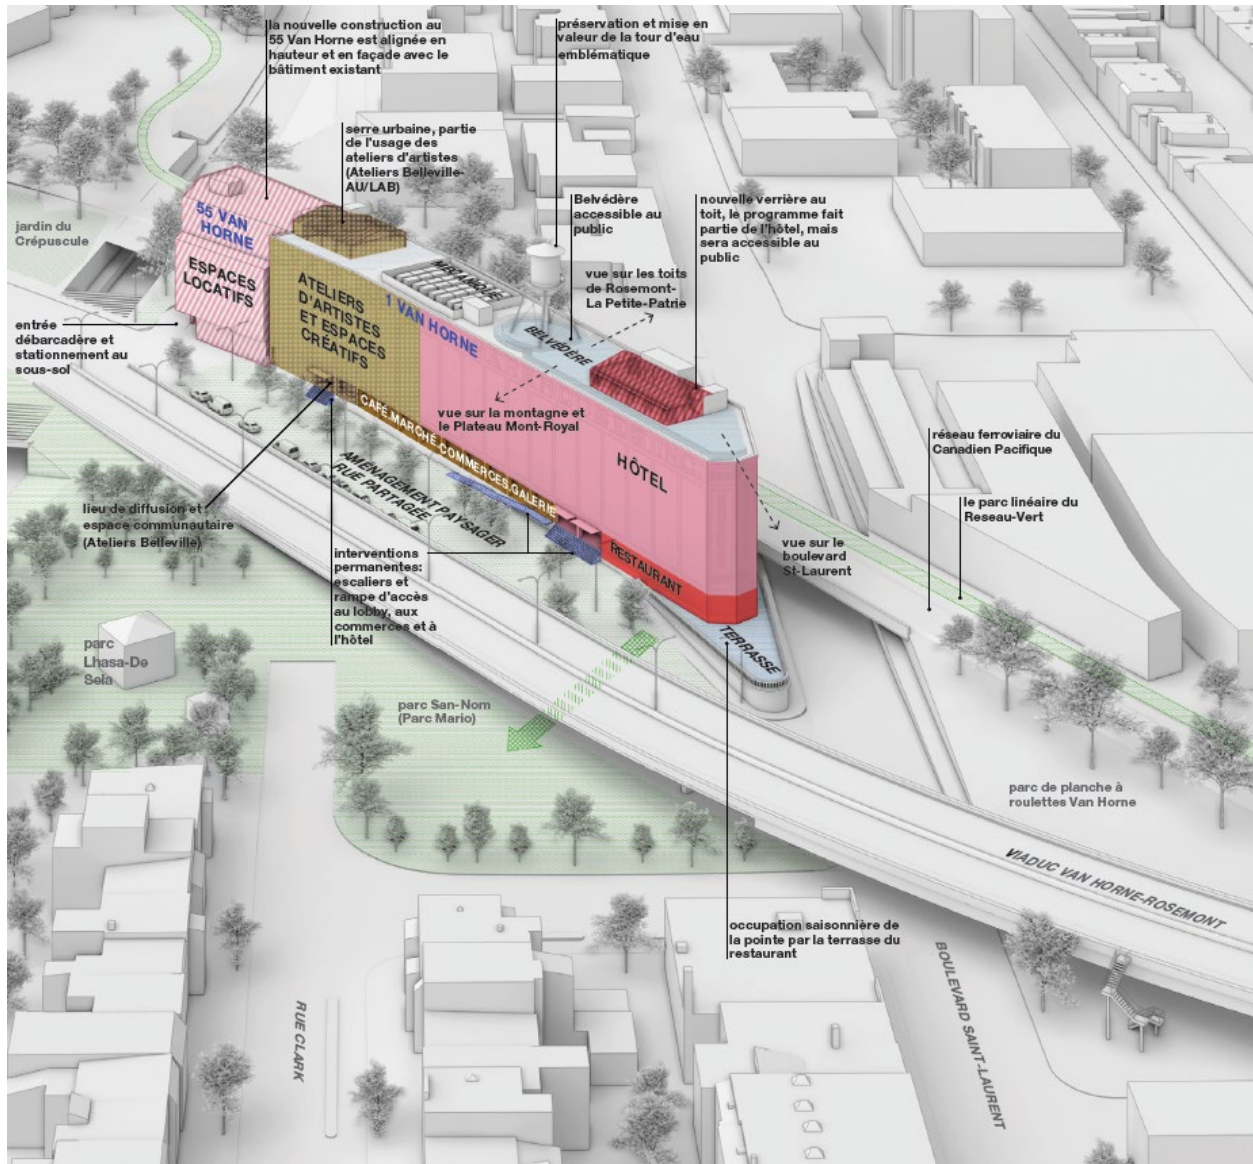 la nouvelle construction au
55 Van Horne est alignée en
hauteur et en façade avec le
bâtiment existant
préservation et mise en
valeur de la tour d'eau
emblématique
serre urbaine, partie
de l'usage des
ateliers d'artistes
(Ateliers Belleville-
AU/LAB)
Belvédère
accessible au
public
nouvelle verrière au
toit, le programme fait
partie de l'hôtel, mais
sera accessible au
public
jardin du
Crépuscule
55 VAN
HORNE
ESPACES
LOCATIFS
ATELIERS
D'ARTISTES
ET ESPACES
CRÉATIFS
MÉCANIQUE
1 VAN HORNE
vue sur les toits
de Rosemont-
La Petite-Patrie
BELVÉDÈRE
entrée
débarcadère et
stationnement au
sous-sol
vue sur la montagne et
le Plateau Mont-Royal
CAFÉ.MARCHÉ.COMMERCES.GALERIE
HÔTEL
réseau ferroviaire du
Canadien Pacifique
le parc linéaire du
Reseau-Vert
AMÉNAGEMENT PAYSAGER
RUE PARTAGÉE
lieu de diffusion et
espace communautaire
(Ateliers Belleville)
vue sur le
boulevard
St-Laurent
interventions
permanentes:
escaliers et
rampe d'accès
au lobby, aux
commerces et à
l'hôtel
RESTAURANT
TERRASSE
parc
Lhasa-De
Sela
parc San-Nom
(Parc Mario)
parc de planche à
roulettes Van Horne
VIADUC VAN HORNE-ROSEMONT
occupation saisonnière de
la pointe par la terrasse du
restaurant
RUE CLARK
BOULEVARD SAINT-LAURENT